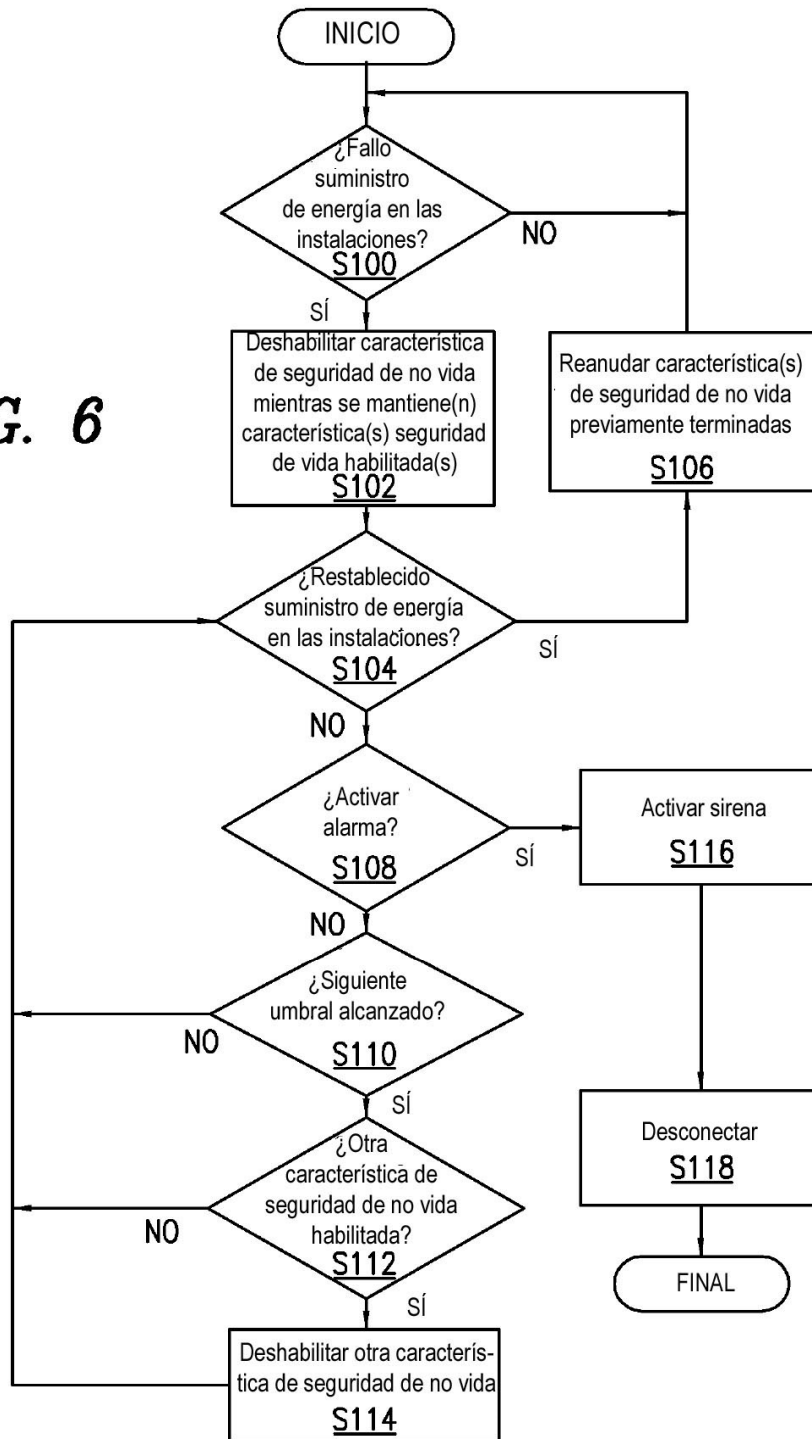 INICIO
¿Fallo
suministro
de energía en las
instalaciones?
S100
NO
SÍ
Deshabilitar característica
de seguridad de no vida
mientras se mantiene(n)
característica(s) seguridad
de vida habilitada(s)
S102
Reanudar característica(s)
de seguridad de no vida
previamente terminadas
S106
G. 6
¿Restablecido
suministro de energía
en las instalaciones?
S104
SÍ
NO
¿Activar
alarma?
S108
SÍ
NO
Activar sirena
S116
¿Siguiente
umbral alcanzado?
S110
NO
SÍ
Desconectar
S118
¿Otra
característica de
seguridad de no vida
habilitada?
S112
NO
SÍ
FINAL
Deshabilitar otra caracterís-
tica de seguridad de no vida
S114